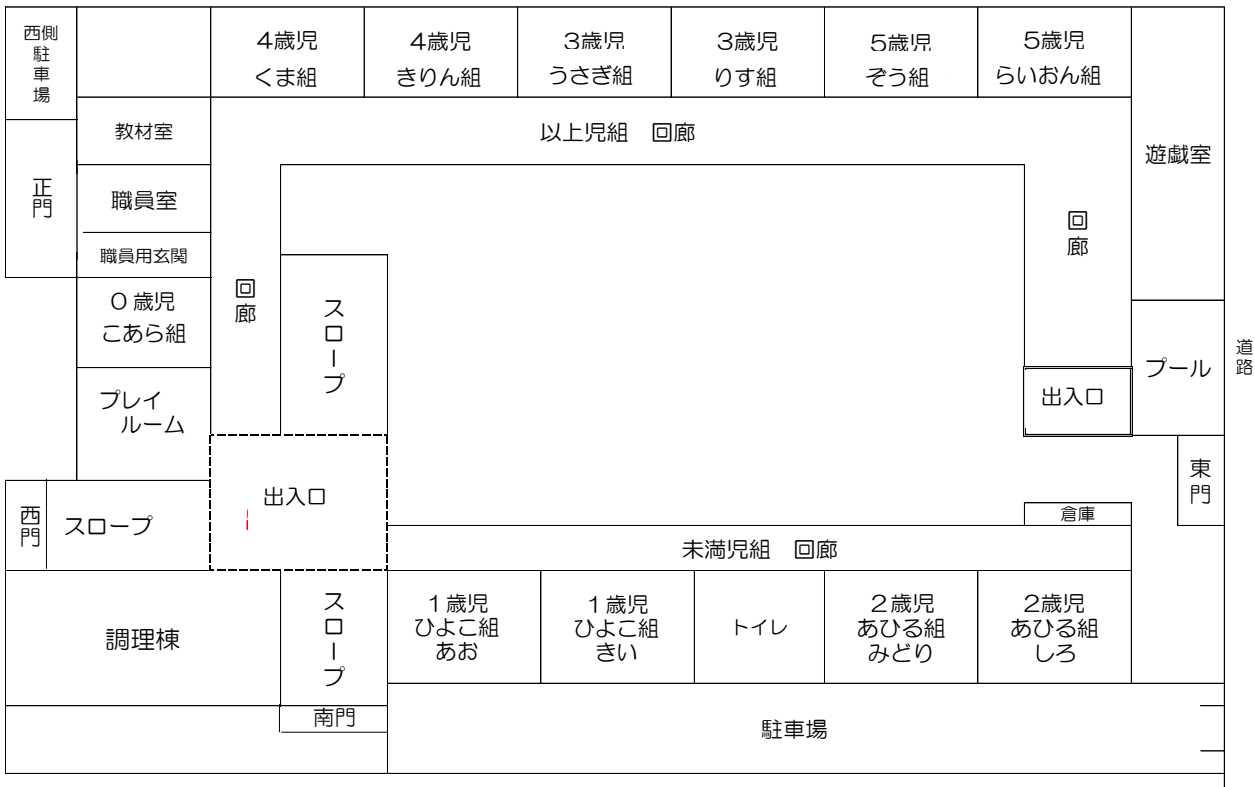 西側
駐
車
場
4歳児
くま組
4歳児
きりん組
3歳児
うさぎ組
3歳児
りす組
5歳児
ぞう組
5歳児
らいおん組
教材室
以上児組 回廊
遊戯室
正
門
職員室
回
廊
職員用玄関
0歳児
こあら組
回
廊
ス
ロ
ー
プ
プール
道
路
プレイ
ルーム
出入口
東
門
西
門
スロープ
出入口
倉庫
未満児組 回廊
調理棟
ス
ロ
ー
プ
1歳児
ひよこ組
あお
1歳児
ひよこ組
きい
トイレ
2歳児
あひる組
みどり
2歳児
あひる組
しろ
南門
駐車場